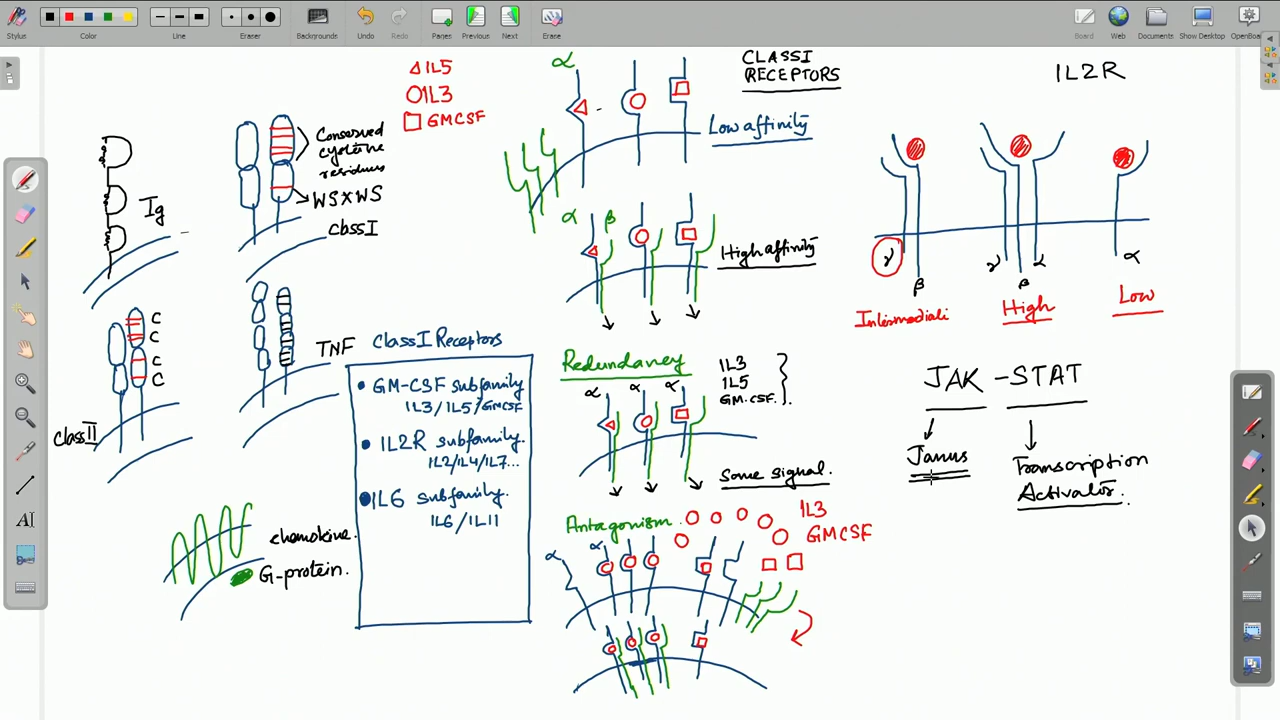 Stylus
Color
Line
Eraser
Backgrounds
Undo
Redo
Pages
Previous
Next
Erase
Board
Web
Documents
Show Desktop
OpenBoard
IL5
IL3
GMCSF
Ig
Conserved
cysteine
residues
WSXWS
class I
C
C
C
C
class II
TNF
chemokine
G-protein.
Class I Receptors
• GM-CSF subfamily
IL3/IL5/GMCSF
• IL2R subfamily.
IL2/IL4/IL7...
• IL6 subfamily.
IL6/IL11
α
CLASS I
RECEPTORS
Low affinity
α β
High affinity
Redundancy
IL3
IL5
GM.CSF.
α α α
Same signal.
Antagonism
IL3
GMCSF
α α
IL2R
γ β
γ β α
α
Intermediali
High
Low
JAK - STAT
Janus
Transcription
Activator.